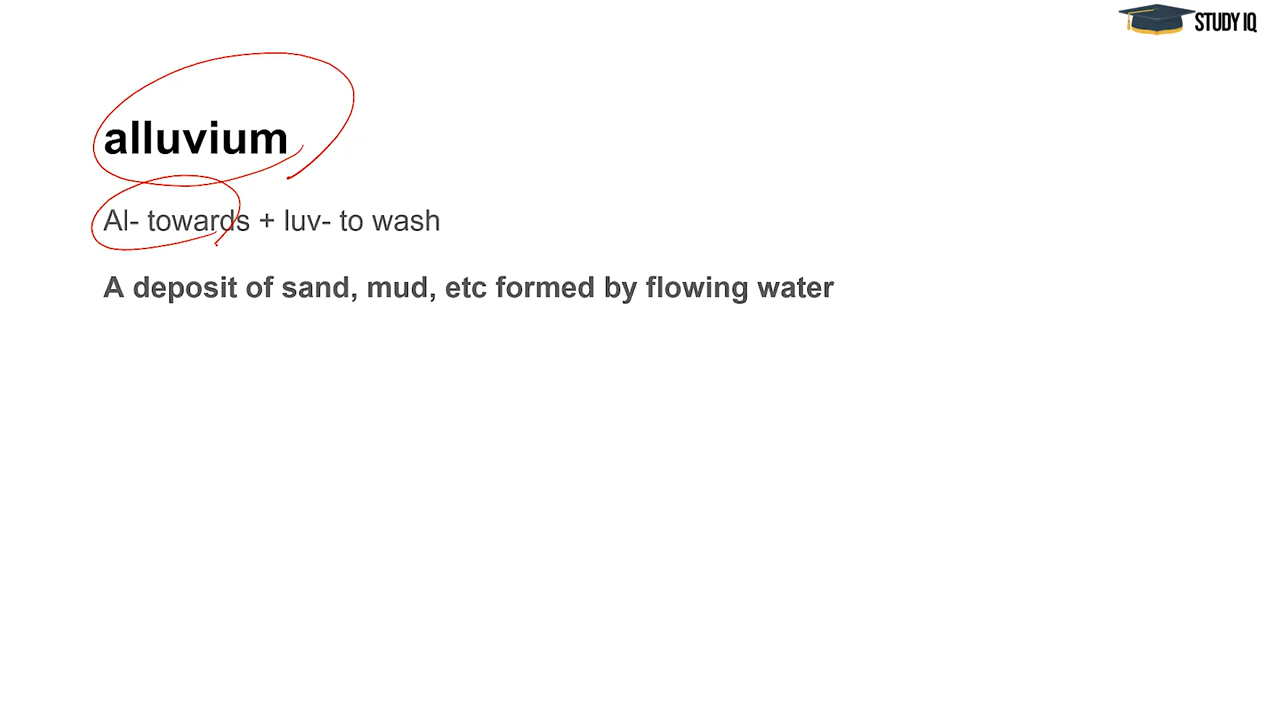 STUDY IQ
alluvium
Al- towards + luv- to wash
A deposit of sand, mud, etc formed by flowing water